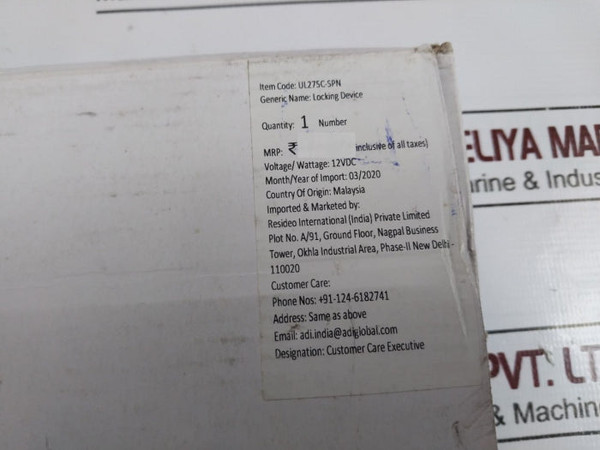 Item Code: UL275C-SPN
Generic Name: Locking Device
Quantity: 1 Number
MRP: ₹ inclusive of all taxes)
Voltage/ Wattage: 12VDC
Month/Year of Import: 03/2020
Country Of Origin: Malaysia
Imported & Marketed by:
Resideo International (India) Private Limited
Plot No. A/91, Ground Floor, Nagpal Business
Tower, Okhla Industrial Area, Phase-II New Delhi -
110020
Customer Care:
Phone Nos: +91-124-6182741
Address: Same as above
Email: adi.india@adiglobal.com
Designation: Customer Care Executive
ELIYA MAR
arine & Indus
PVT. LT
& Machin